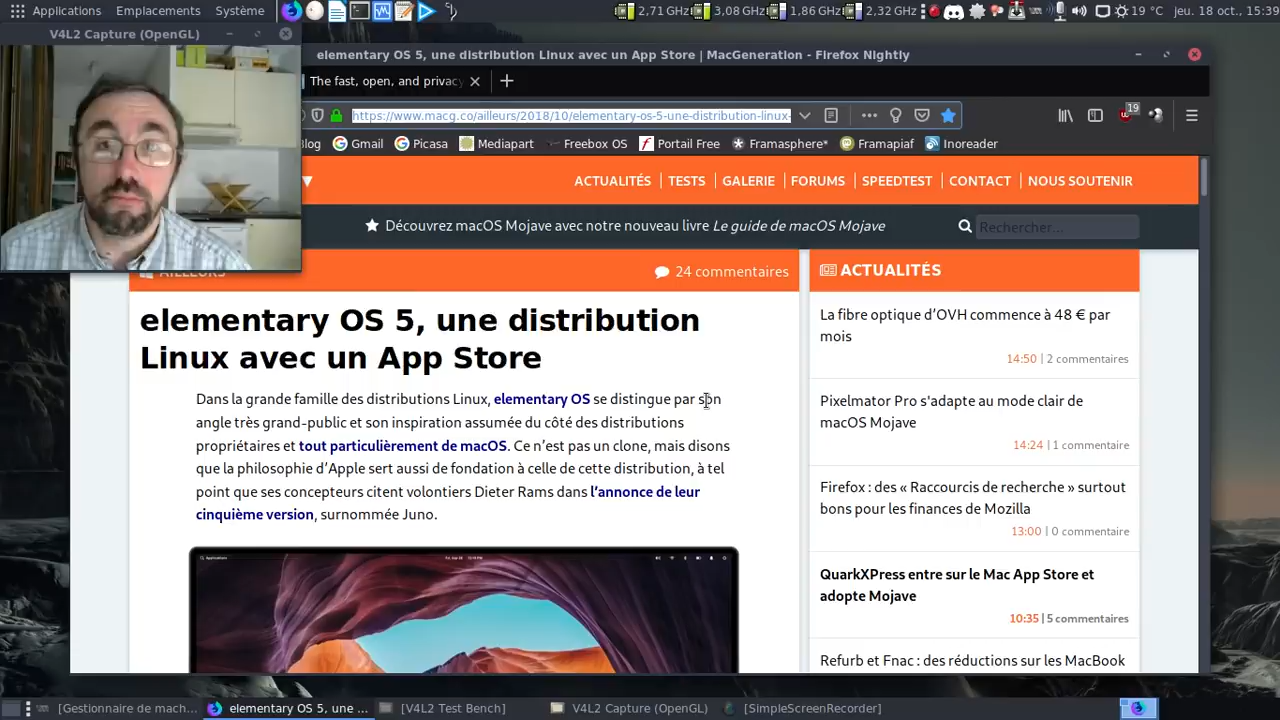 Applications Emplacements Système
2,71 GHz 3,08 GHz 1,86 GHz 2,32 GHz 19 °C jeu. 18 oct., 15:39
V4L2 Capture (OpenGL)
elementary OS 5, une distribution Linux avec un App Store | MacGeneration - Firefox Nightly
The fast, open, and privacy
https://www.macg.co/ailleurs/2018/10/elementary-os-5-une-distribution-linux-
19
Blog Gmail Picasa Mediapart Freebox OS Portail Free Framasphere* Framapiaf Inoreader
ACTUALITÉS | TESTS | GALERIE | FORUMS | SPEEDTEST | CONTACT | NOUS SOUTENIR
Découvrez macOS Mojave avec notre nouveau livre Le guide de macOS Mojave
Rechercher...
AILLEURS
24 commentaires
elementary OS 5, une distribution
Linux avec un App Store
Dans la grande famille des distributions Linux, elementary OS se distingue par son
angle très grand-public et son inspiration assumée du côté des distributions
propriétaires et tout particulièrement de macOS. Ce n’est pas un clone, mais disons
que la philosophie d’Apple sert aussi de fondation à celle de cette distribution, à tel
point que ses concepteurs citent volontiers Dieter Rams dans l’annonce de leur
cinquième version, surnommée Juno.
Applications
ACTUALITÉS
La fibre optique d’OVH commence à 48 € par
mois
14:50 | 2 commentaires
Pixelmator Pro s'adapte au mode clair de
macOS Mojave
14:24 | 1 commentaire
Firefox : des « Raccourcis de recherche » surtout
bons pour les finances de Mozilla
13:00 | 0 commentaire
QuarkXPress entre sur le Mac App Store et
adopte Mojave
10:35 | 5 commentaires
Refurb et Fnac : des réductions sur les MacBook
[Gestionnaire de mach... elementary OS 5, une ... [V4L2 Test Bench] V4L2 Capture (OpenGL) [SimpleScreenRecorder]